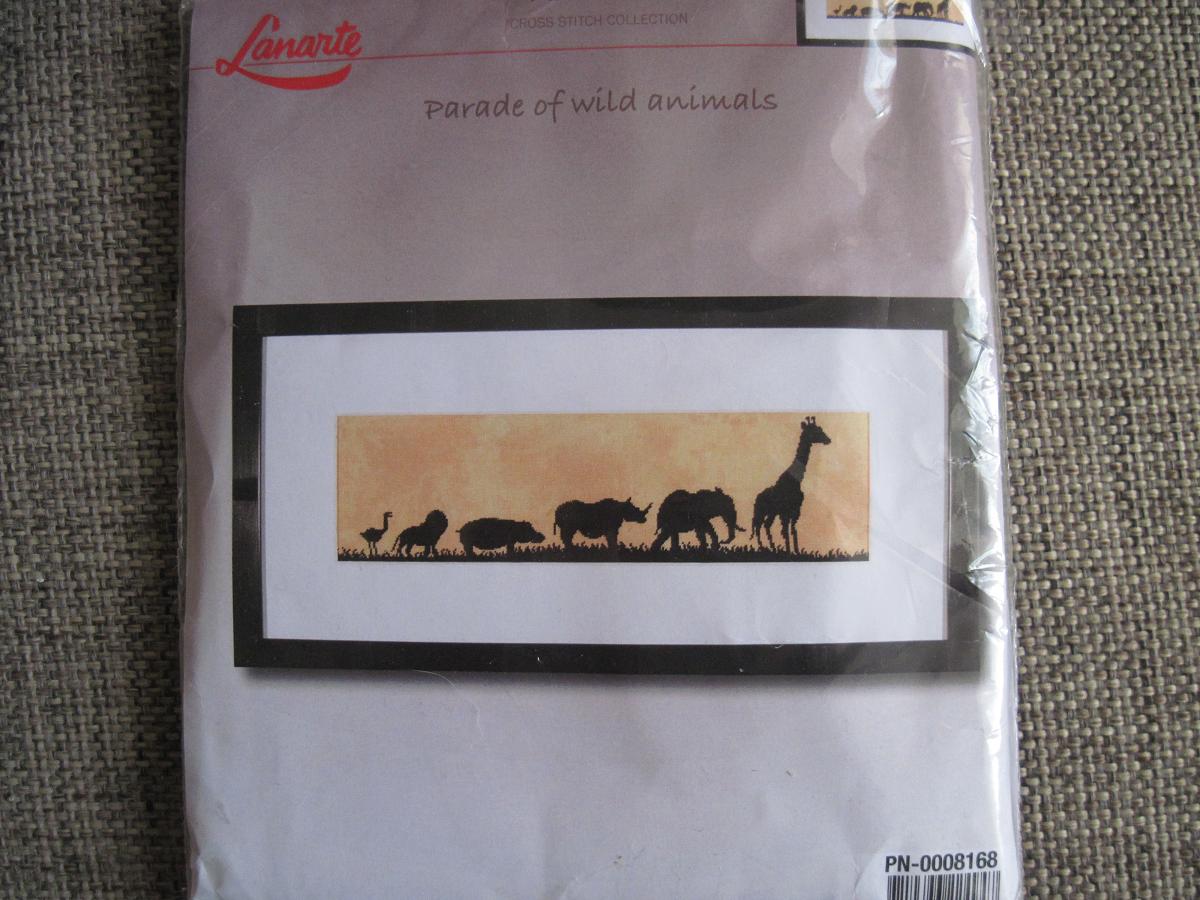 Lanarte
CROSS STITCH COLLECTION
Parade of wild animals
PN-0008168